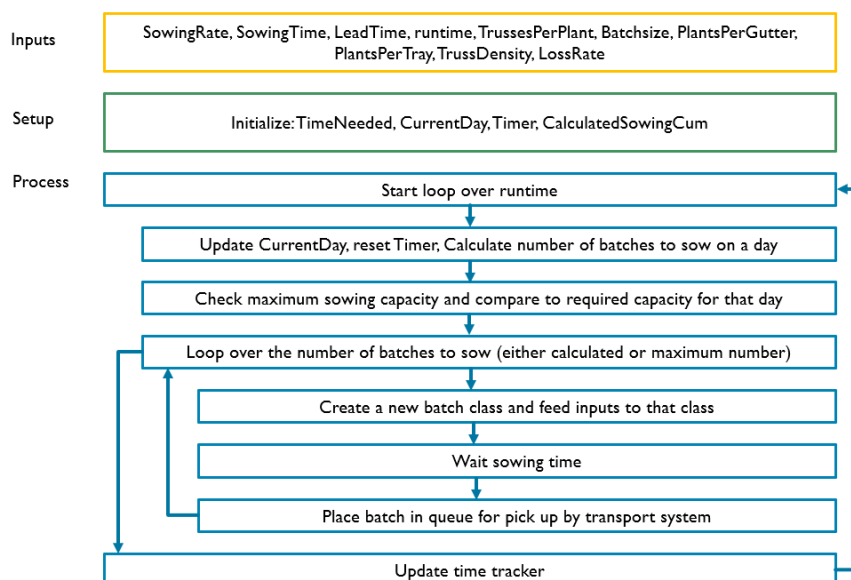 Inputs
SowingRate, SowingTime, LeadTime, runtime, TrussesPerPlant, Batchsize, PlantsPerGutter,
PlantsPerTray, TrussDensity, LossRate
Setup
Initialize: TimeNeeded, CurrentDay, Timer, CalculatedSowingCum
Process
Start loop over runtime
Update CurrentDay, reset Timer, Calculate number of batches to sow on a day
Check maximum sowing capacity and compare to required capacity for that day
Loop over the number of batches to sow (either calculated or maximum number)
Create a new batch class and feed inputs to that class
Wait sowing time
Place batch in queue for pick up by transport system
Update time tracker